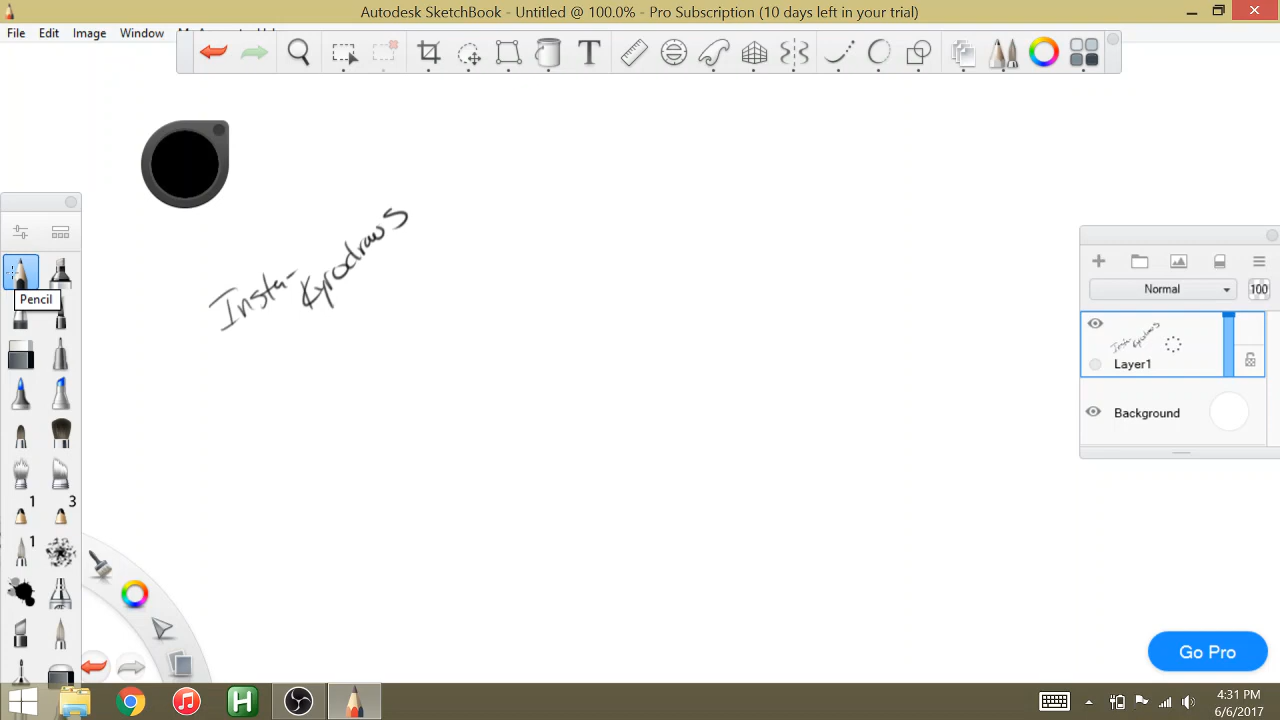 Autodesk SketchBook - Untitled @ 100.0% - Pro Subscription (10 days left in your trial)
File Edit Image Window
T
Insta-
Kyrodraws
Pencil
Normal 100
Layer1
Background
1 3
1
Go Pro
H
4:31 PM
6/6/2017